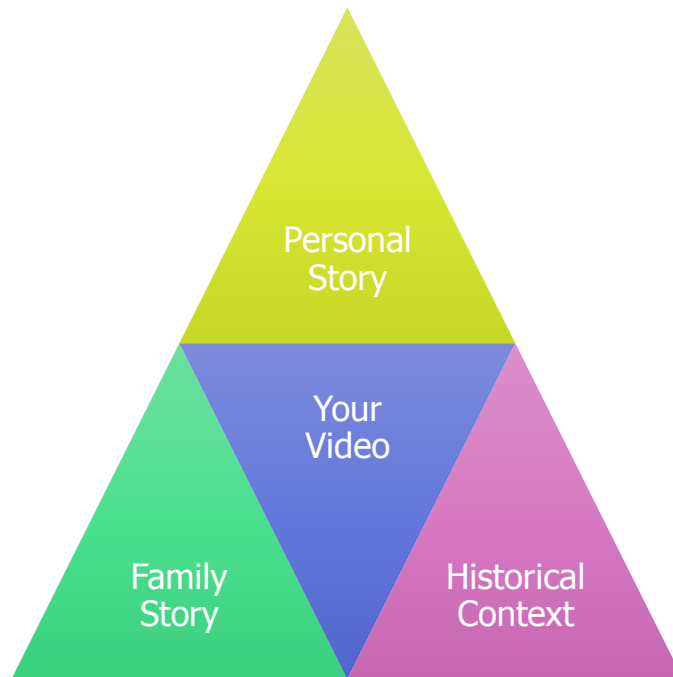 Personal
Story
Your
Video
Family
Story
Historical
Context